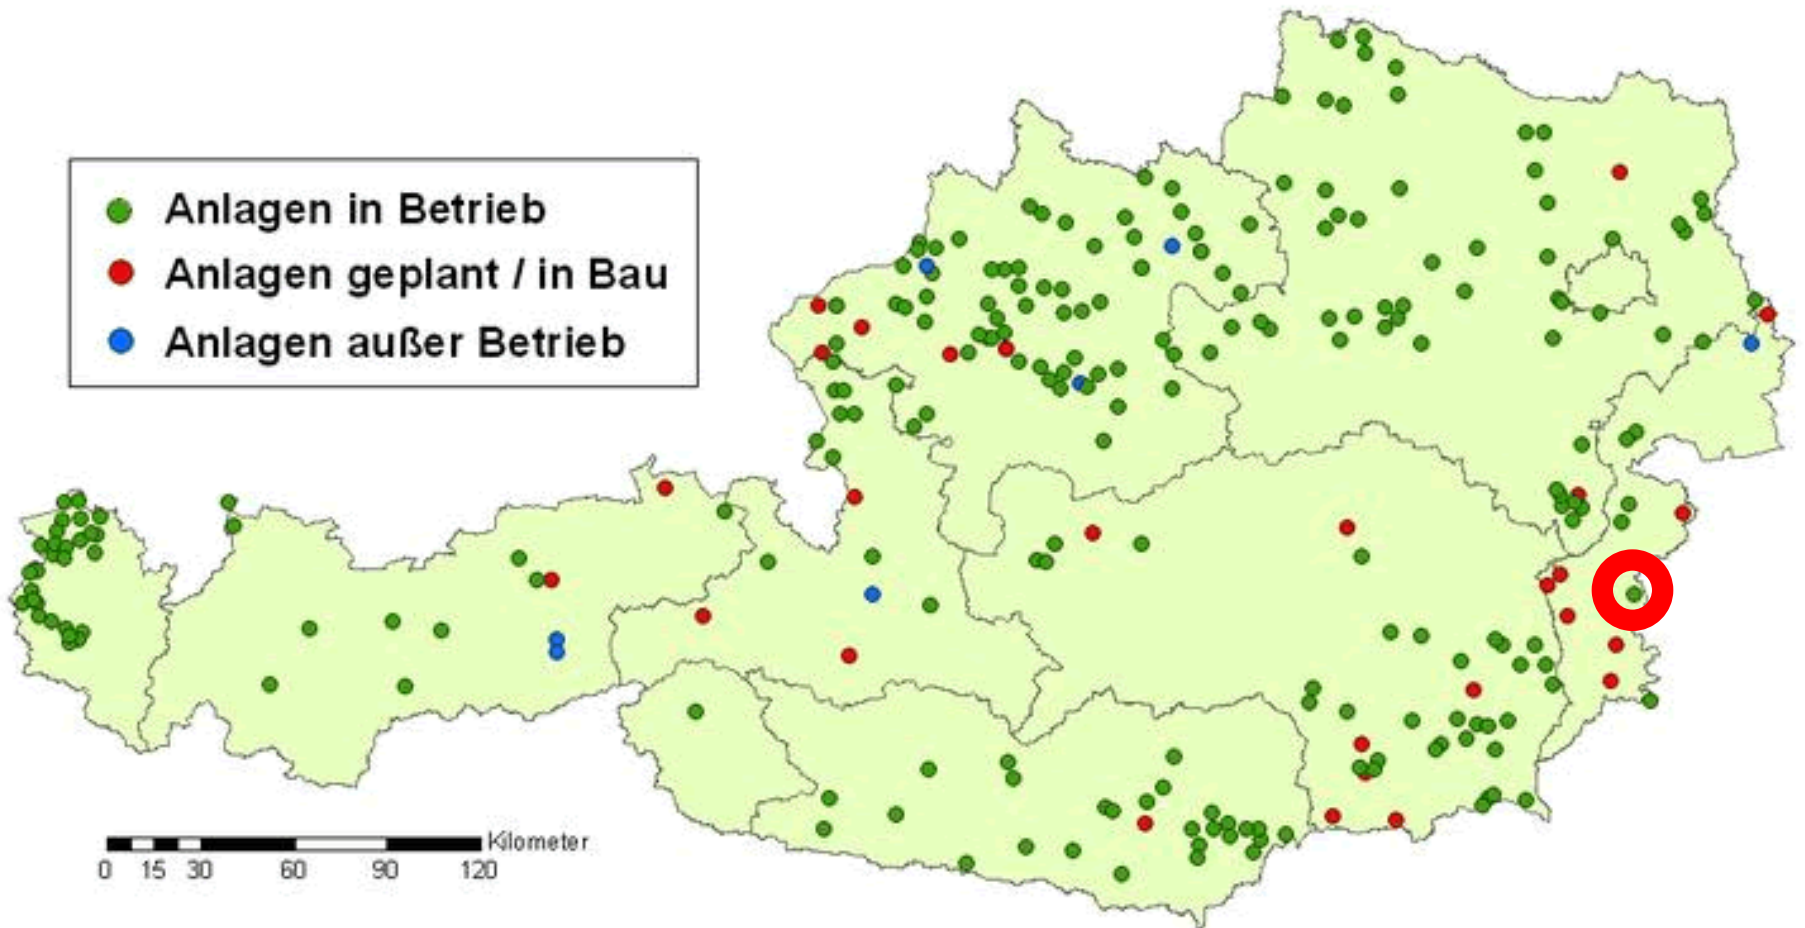 Anlagen in Betrieb
Anlagen geplant / in Bau
Anlagen außer Betrieb
Kilometer
0 15 30 60 90 120